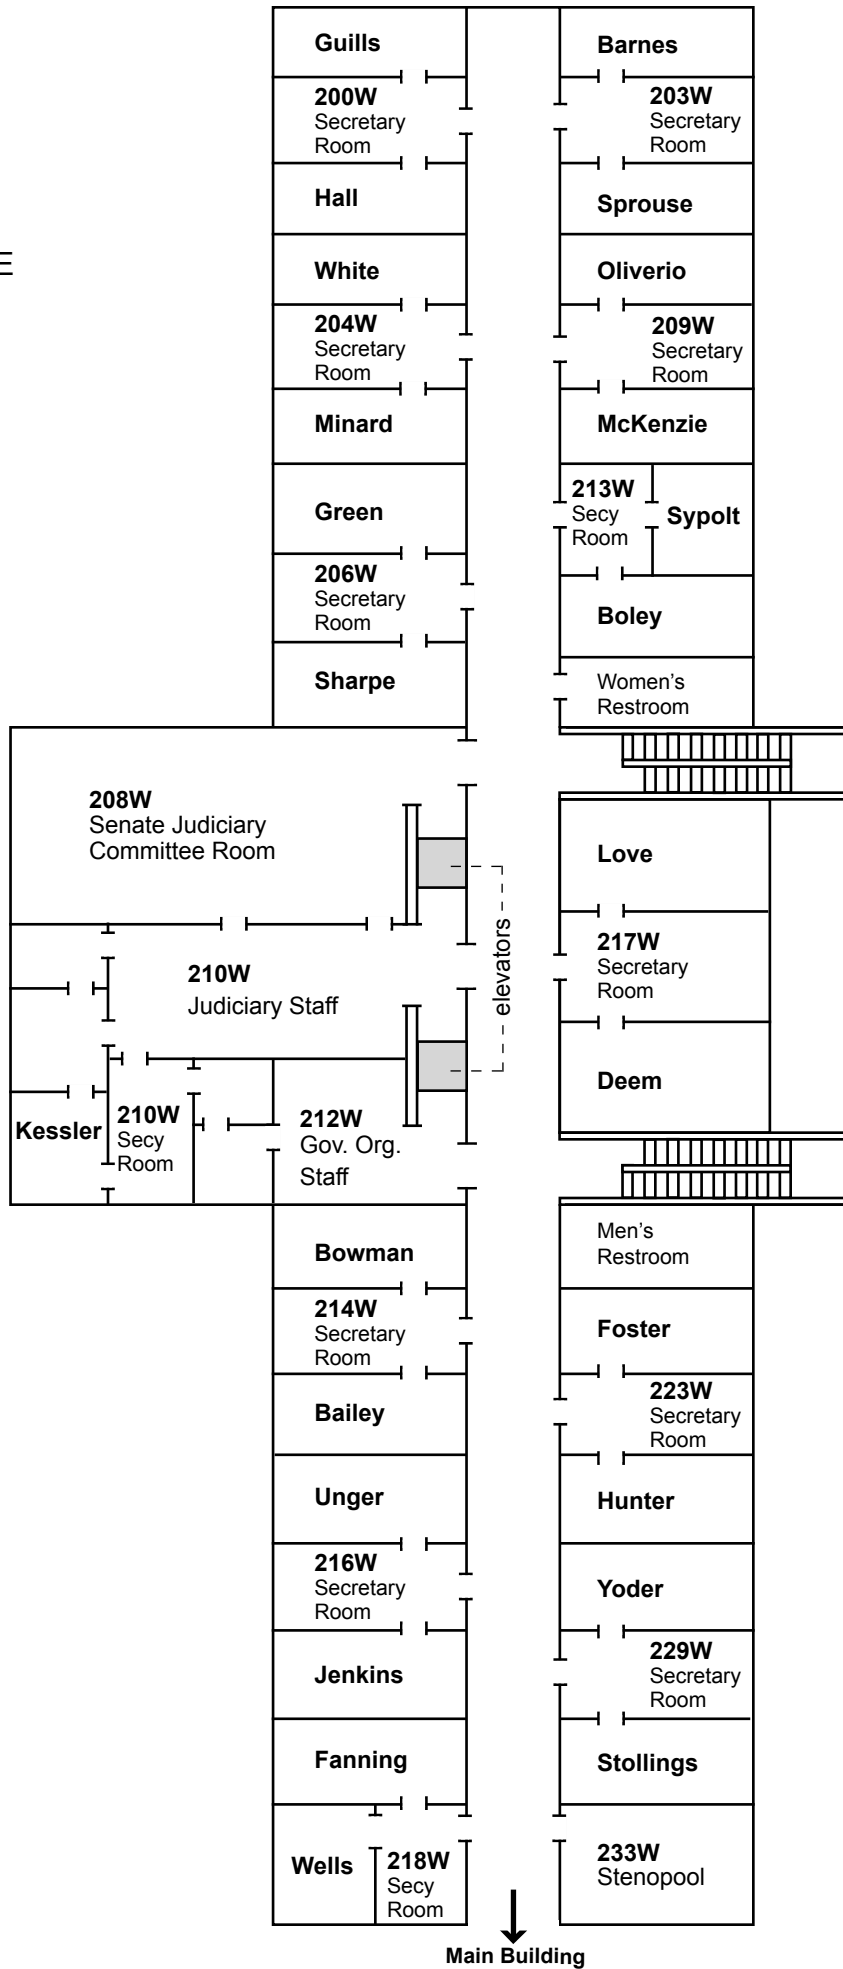 Guills
200W
Secretary
Room
Hall
White
204W
Secretary
Room
Minard
Green
206W
Secretary
Room
Sharpe
E
208W
Senate Judiciary
Committee Room
210W
Judiciary Staff
Kessler
210W
Secy
Room
212W
Gov. Org.
Staff
elevators
Bowman
214W
Secretary
Room
Bailey
Unger
216W
Secretary
Room
Jenkins
Fanning
Wells
218W
Secy
Room
Barnes
203W
Secretary
Room
Sprouse
Oliverio
209W
Secretary
Room
McKenzie
213W
Secy
Room
Sypolt
Boley
Women's
Restroom
Love
217W
Secretary
Room
Deem
Men's
Restroom
Foster
223W
Secretary
Room
Hunter
Yoder
229W
Secretary
Room
Stollings
233W
Stenopool
Main Building